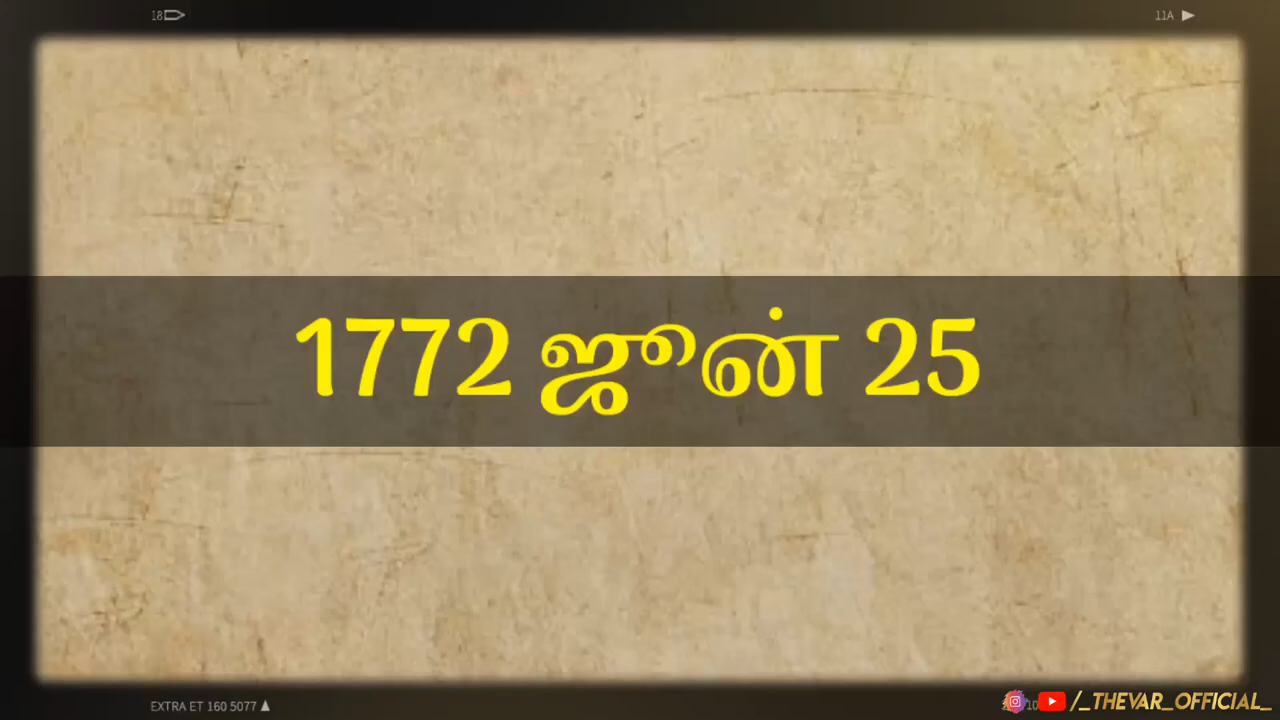 18
11A
1772 ஜூன் 25
EXTRA ET 160 5077
/_THEVAR_OFFICIAL_